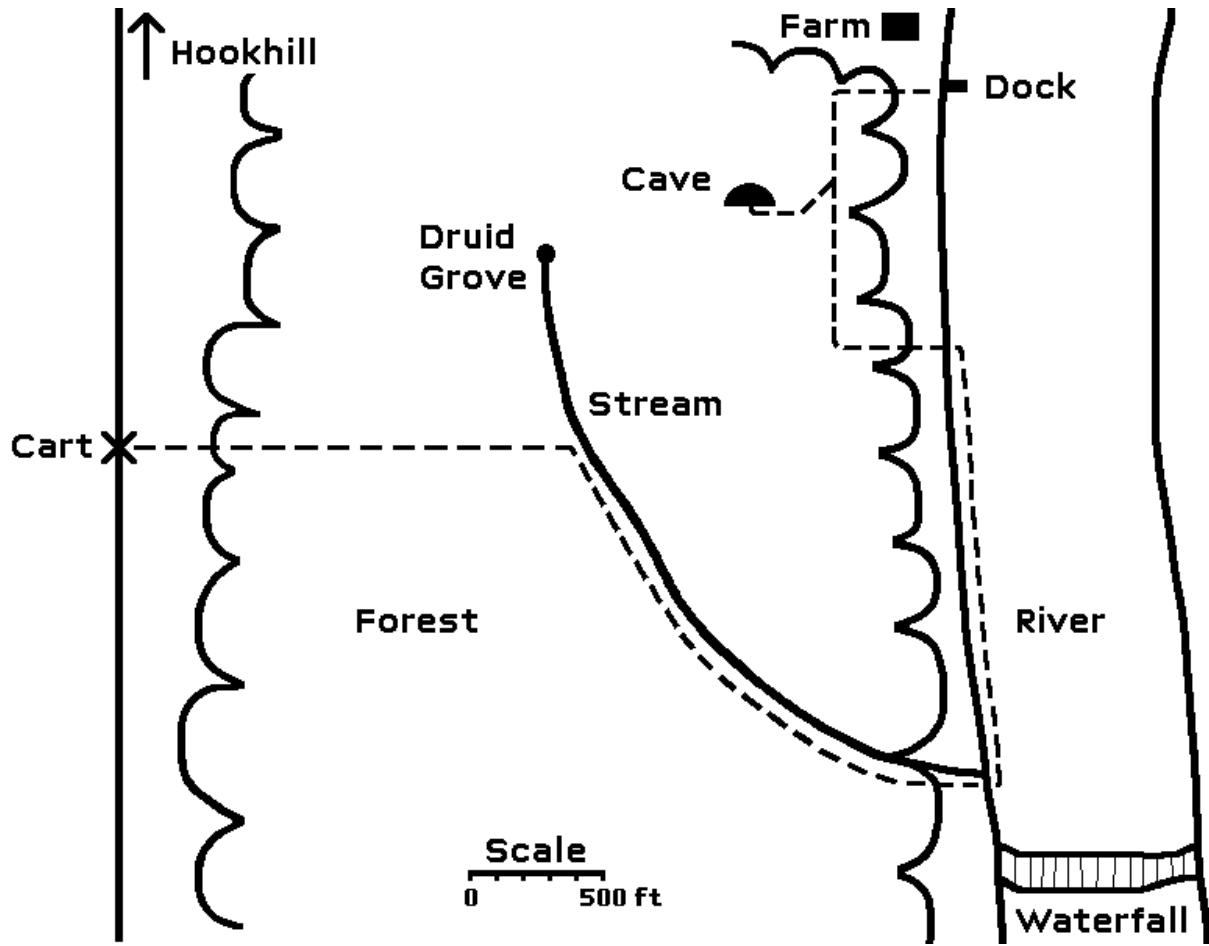 Farm
Hookhill
Dock
Cave
Druid
Grove
Stream
Cart
Forest
River
Scale
0 500 ft
Waterfall